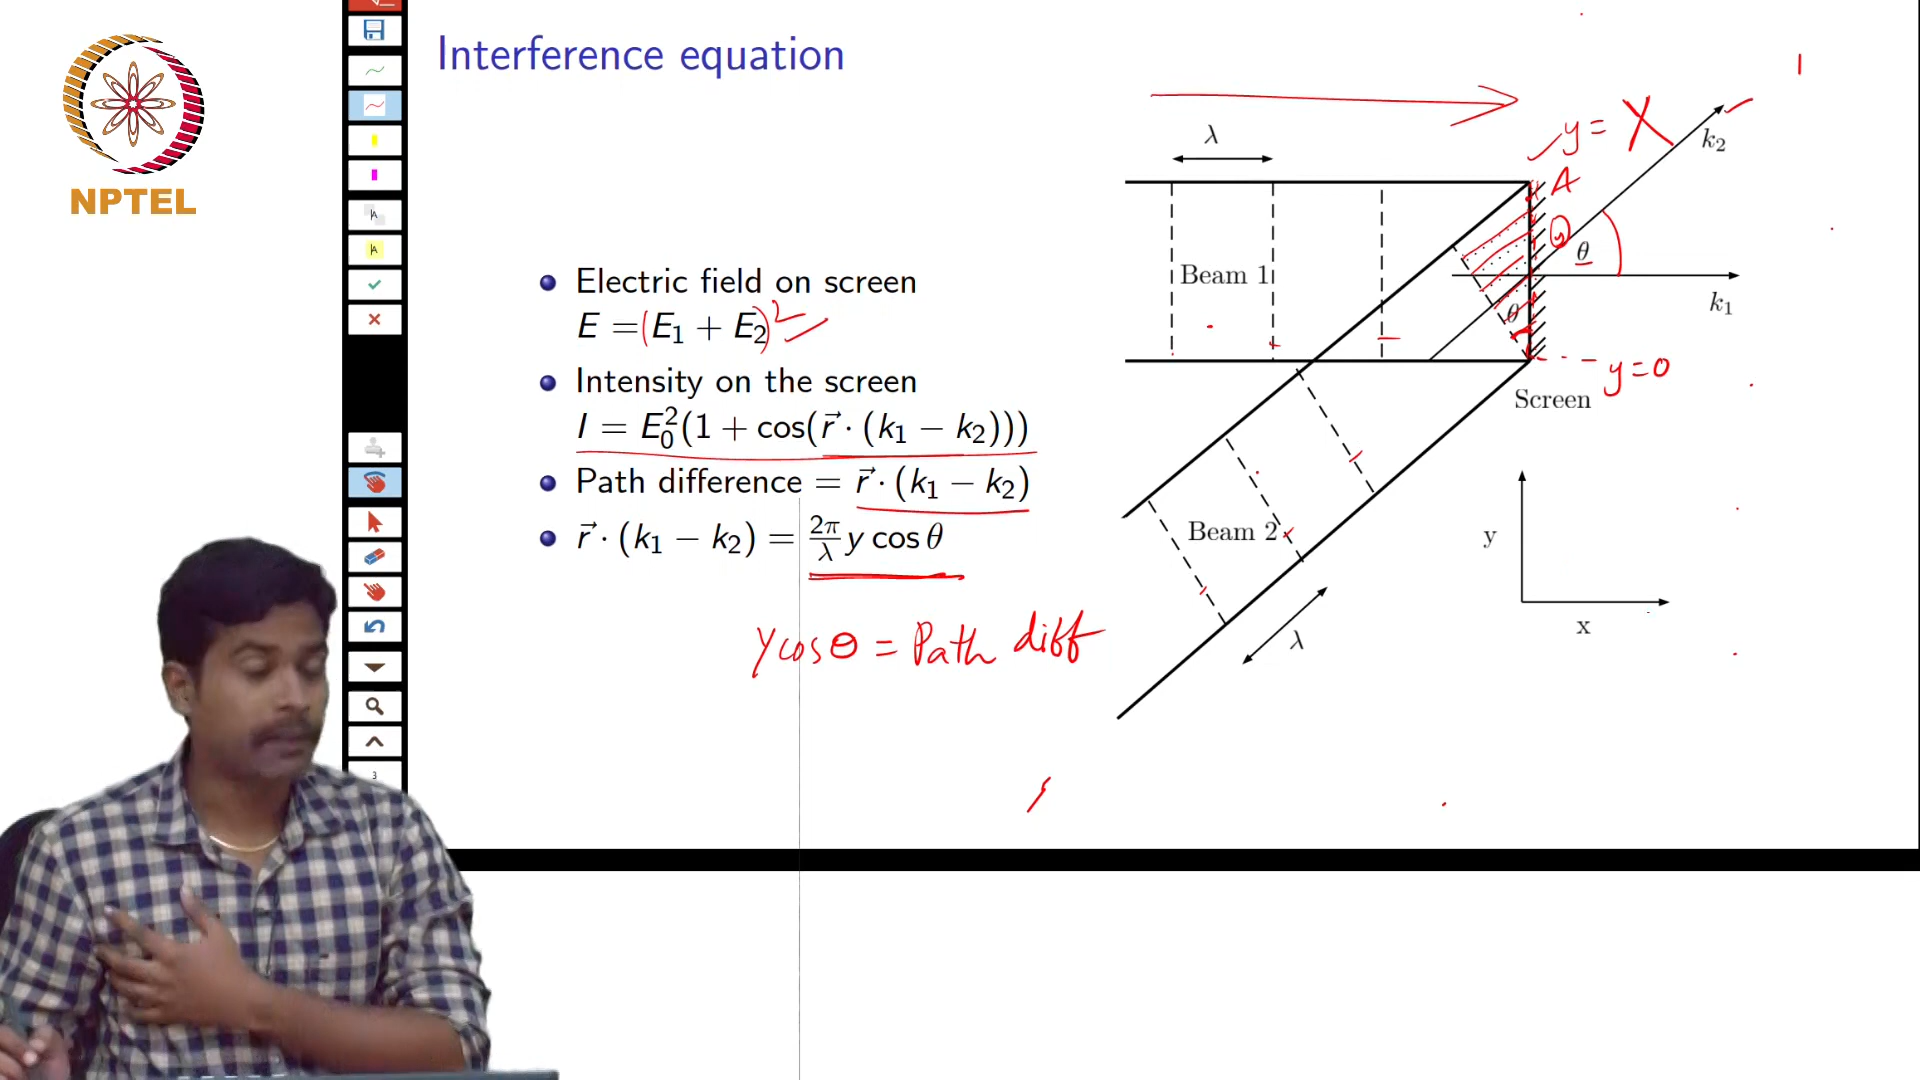 NPTEL
Interference equation
Electric field on screen
E = (E₁ + E₂)²
Intensity on the screen
I = E₀²(1 + cos(r⃗ · (k₁ − k₂)))
Path difference = r⃗ · (k₁ − k₂)
r⃗ · (k₁ − k₂) = 2π/λ y cos θ
y cos θ = Path diff
λ
y =
A
k₂
θ
Beam 1
k₁
θ
y = 0
Screen
Beam 2
y
λ
x
3